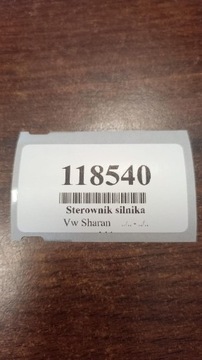 118540
Sterownik silnika
Vw Sharan ../.. - ../..